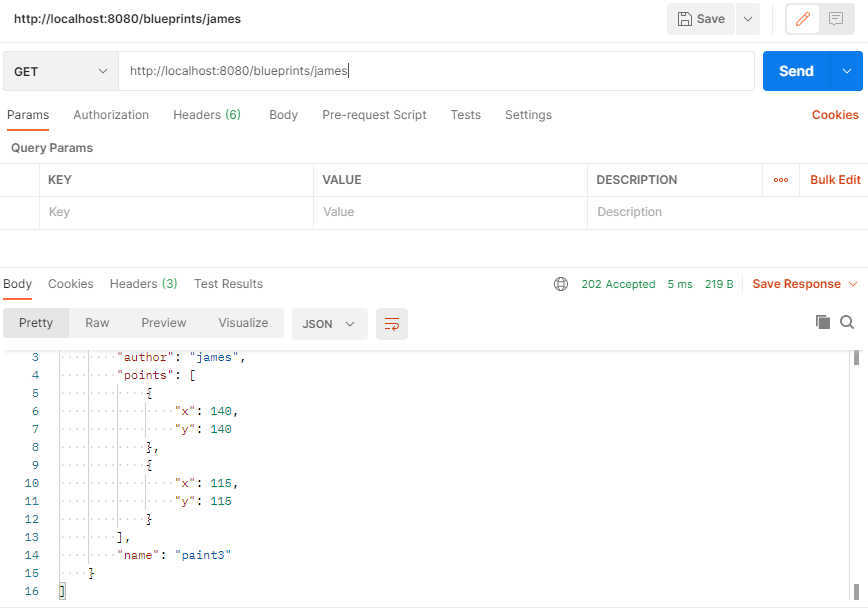 http://localhost:8080/blueprints/james Save
GET http://localhost:8080/blueprints/james Send
Params Authorization Headers (6) Body Pre-request Script Tests Settings Cookies
Query Params
KEY VALUE DESCRIPTION Bulk Edit
Key Value Description
Body Cookies Headers (3) Test Results 202 Accepted 5 ms 219 B Save Response
Pretty Raw Preview Visualize JSON
3 "author": "james",
4 "points": [
5 {
6 "x": 140,
7 "y": 140
8 },
9 {
10 "x": 115,
11 "y": 115
12 }
13 ],
14 "name": "paint3"
15 }
16 ]